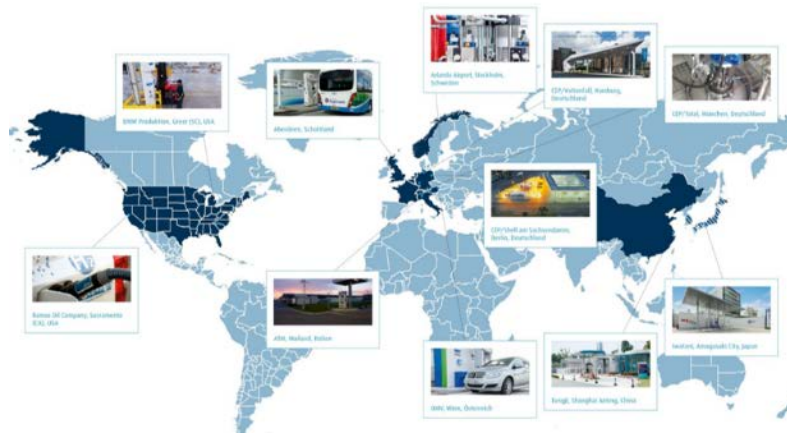 BMW Produktion, Greer (SC), USA
Aberdeen, Schottland
Arlanda Airport, Stockholm,
Schweden
CEP/Vattenfall, Hamburg,
Deutschland
CEP/Total, München, Deutschland
CEP/Shell am Sachsendamm,
Berlin, Deutschland
Ramos Oil Company, Sacramento
(CA), USA
ATM, Mailand, Italien
OMV, Wien, Österreich
Shanghai Anting, China
Iwatani, Amagasaki City, Japan